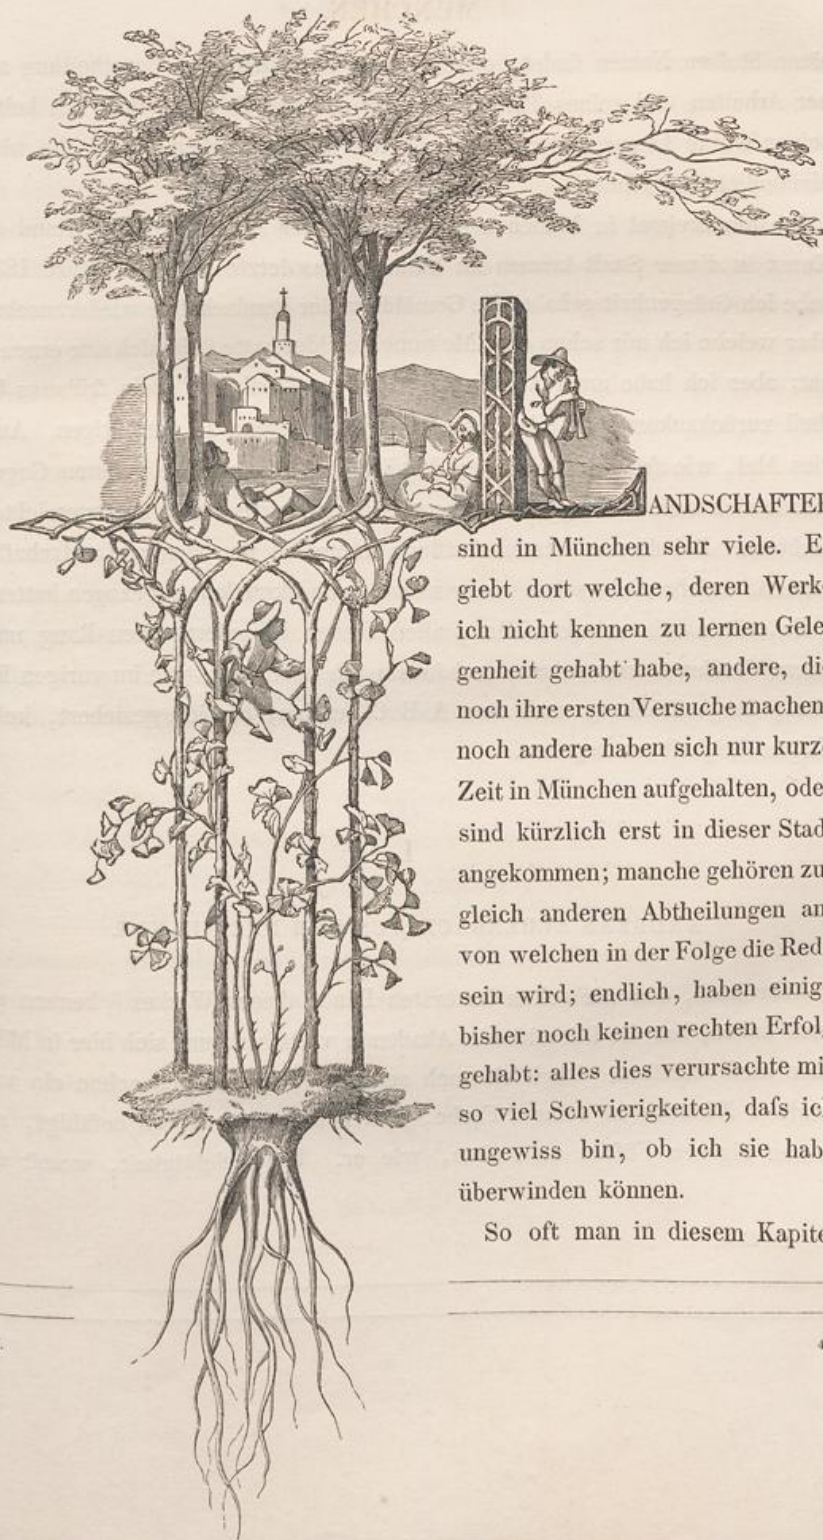 LANDSCHAFTE
sind in München sehr viele. E
giebt dort welche, deren Werk
ich nicht kennen zu lernen Gele
genheit gehabt habe, andere, di
noch ihre ersten Versuche machen
noch andere haben sich nur kurz
Zeit in München aufgehalten, ode
sind kürzlich erst in dieser Stad
angekommen; manche gehören zu
gleich anderen Abtheilungen an
von welchen in der Folge die Red
sein wird; endlich, haben einig
bisher noch keinen rechten Erfol
gehabt: alles dies verursachte mi
so viel Schwierigkeiten, dafs ic
ungewiss bin, ob ich sie hab
überwinden können.
So oft man in diesem Kapite